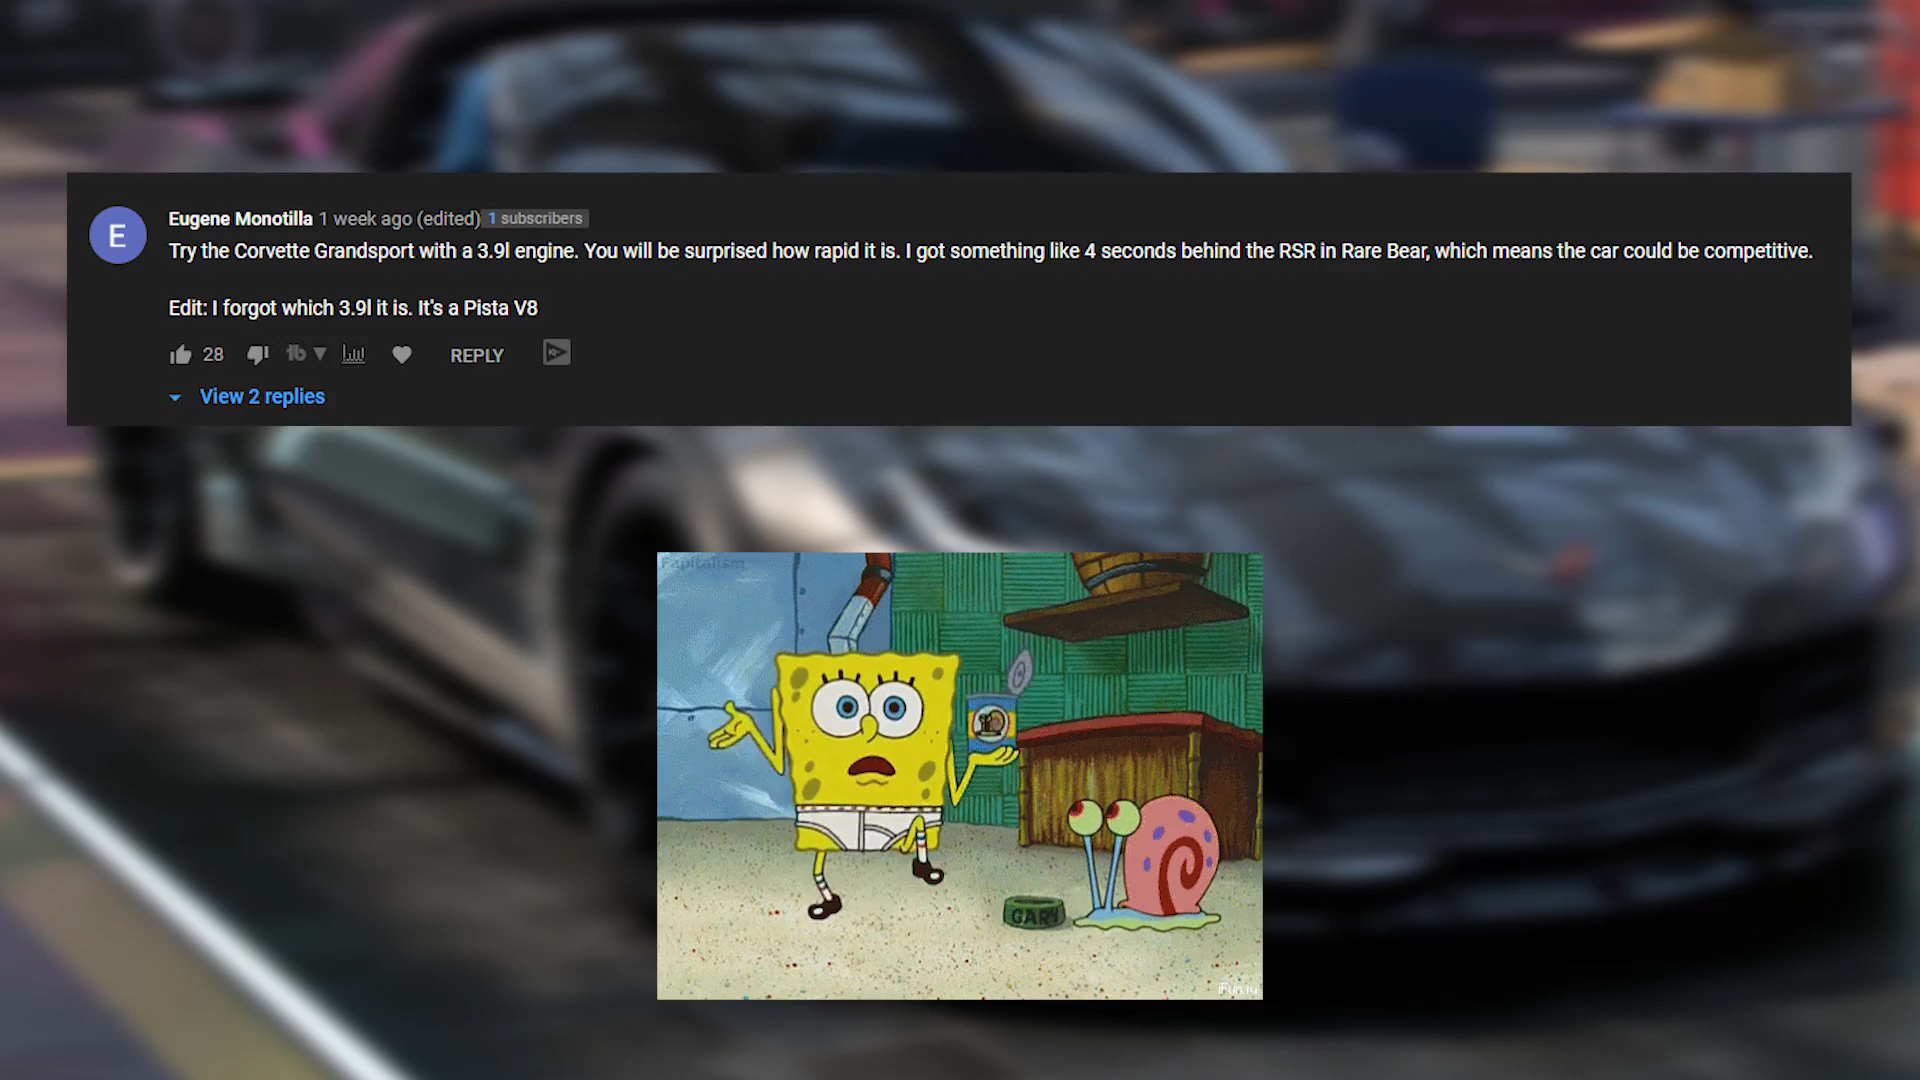 E
Eugene Monotilla 1 week ago (edited) 1 subscribers
Try the Corvette Grandsport with a 3.9l engine. You will be surprised how rapid it is. I got something like 4 seconds behind the RSR in Rare Bear, which means the car could be competitive.
Edit: I forgot which 3.9l it is. It's a Pista V8
28 REPLY
View 2 replies
Fapitalism
GARY